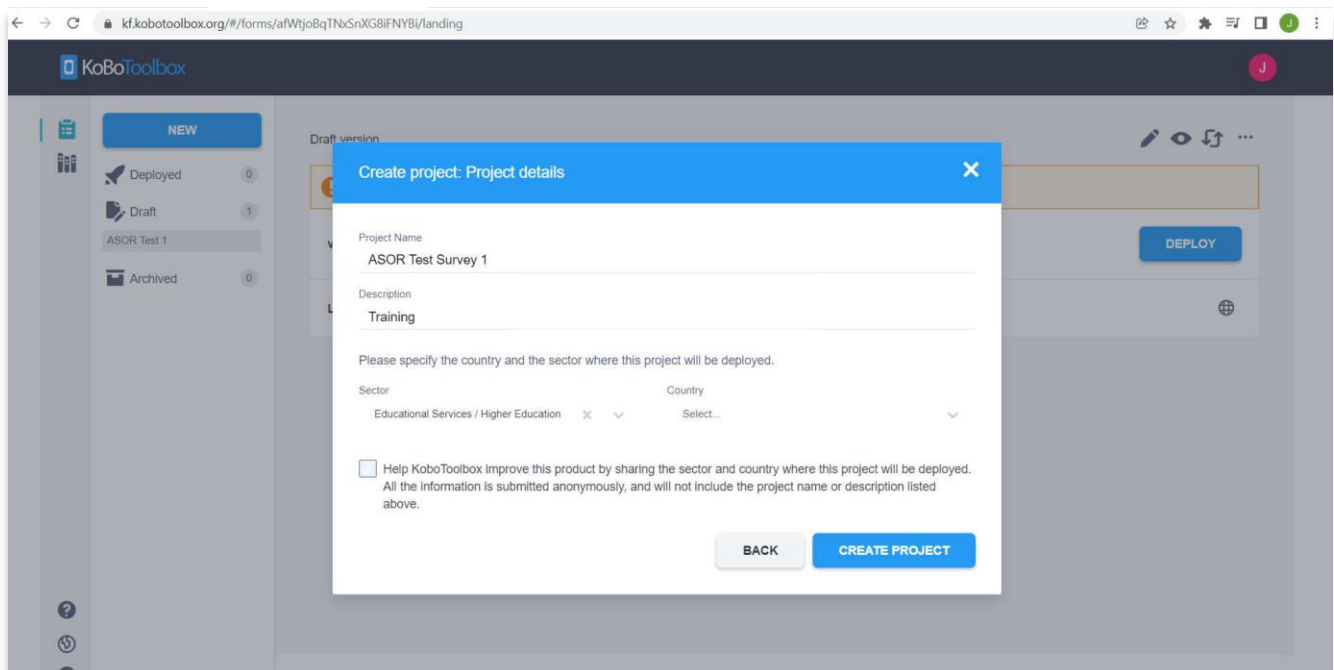 kf.kobotoolbox.org/#/forms/afWtjoBqTNxSnXG8iFNYBi/landing
J
KoBoToolbox
J
NEW
Deployed 0
Draft 1
ASOR Test 1
Archived 0
Draft version
DEPLOY
Create project: Project details
Project Name
ASOR Test Survey 1
Description
Training
Please specify the country and the sector where this project will be deployed.
Sector Country
Educational Services / Higher Education Select...
Help KoboToolbox improve this product by sharing the sector and country where this project will be deployed.
All the information is submitted anonymously, and will not include the project name or description listed
above.
BACK CREATE PROJECT